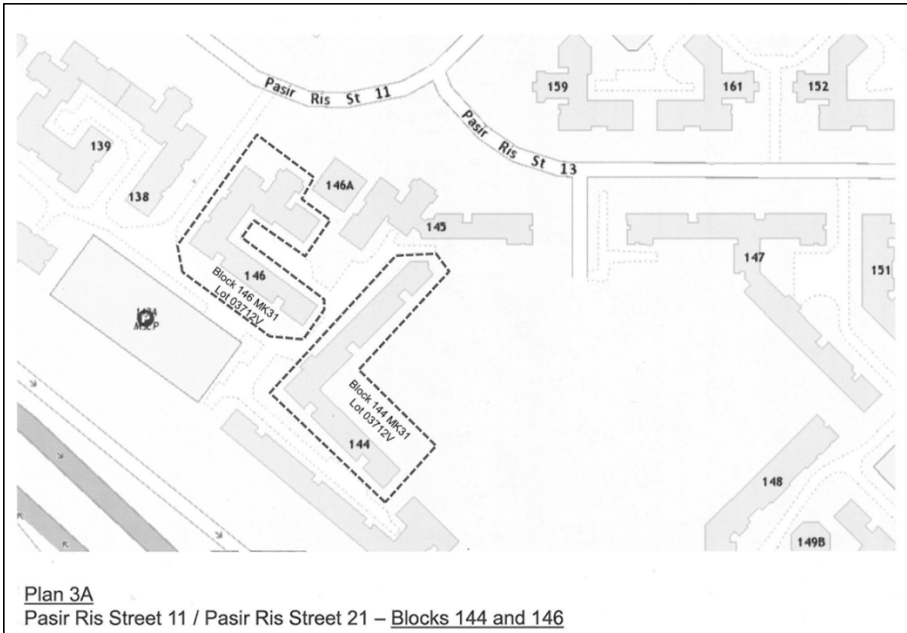 Pasir Ris St 11
Pasir Ris St 13
159
161
152
139
138
146A
145
146
Block 146 MK31
Lot 03712V
147
151
MSCP
Block 144 MK31
Lot 03712V
144
148
149B
Plan 3A
Pasir Ris Street 11 / Pasir Ris Street 21 – Blocks 144 and 146